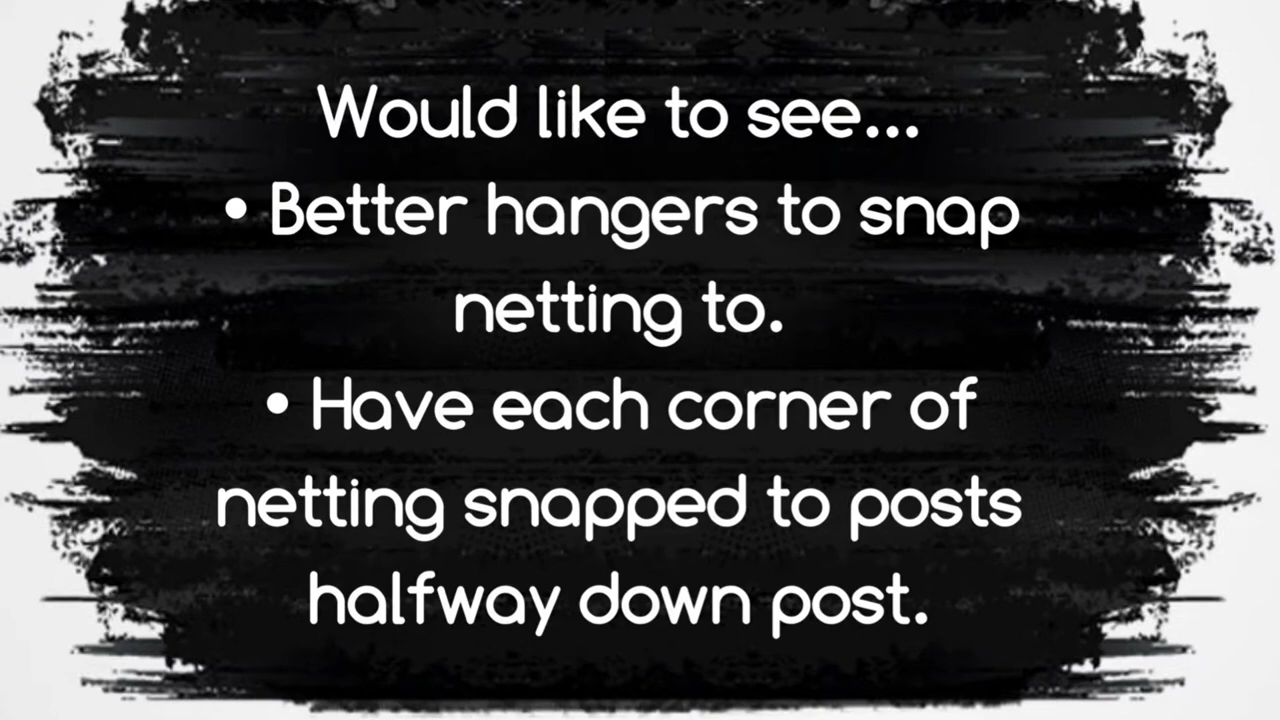 Would like to see...
• Better hangers to snap
netting to.
• Have each corner of
netting snapped to posts
halfway down post.